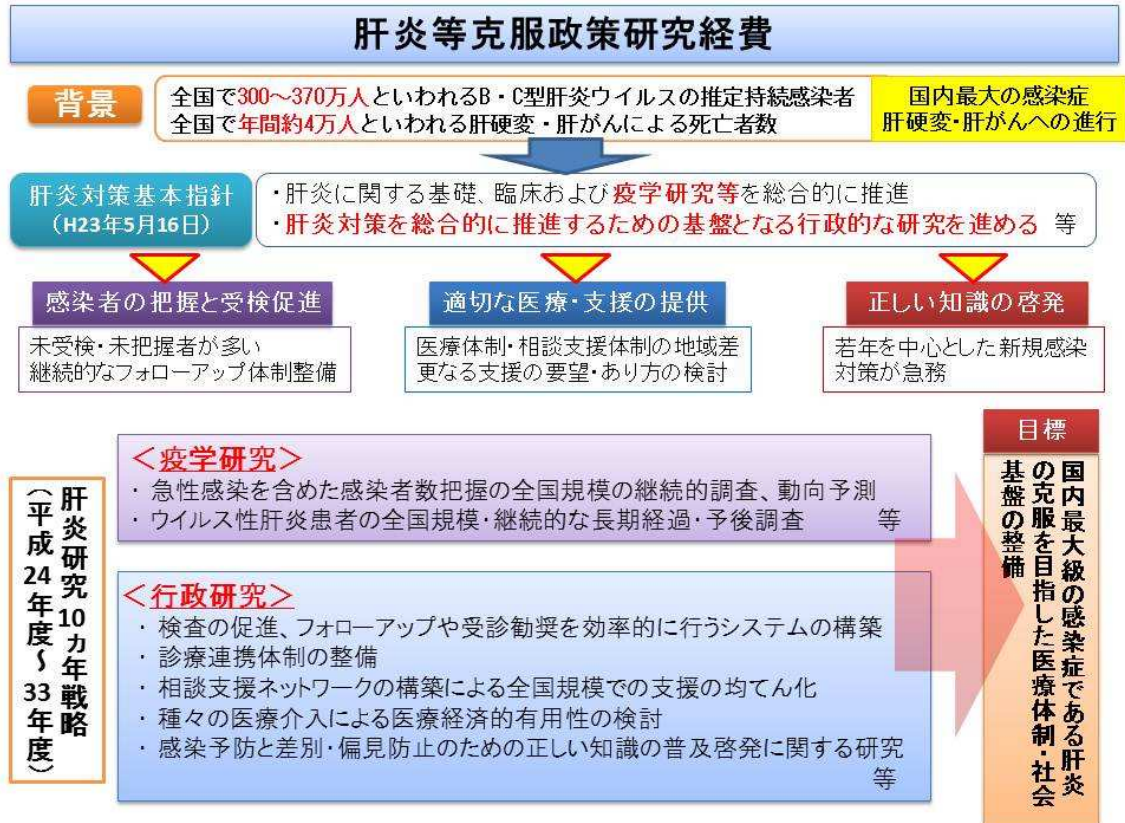 肝炎等克服政策研究経費
背景
全国で300～370万人といわれるB・C型肝炎ウイルスの推定持続感染者
全国で年間約4万人といわれる肝硬変・肝がんによる死亡者数
国内最大の感染症
肝硬変・肝がんへの進行
肝炎対策基本指針
（H23年5月16日）
・肝炎に関する基礎、臨床および疫学研究等を総合的に推進
・肝炎対策を総合的に推進するための基盤となる行政的な研究を進める 等
感染者の把握と受検促進
未受検・未把握者が多い
継続的なフォローアップ体制整備
適切な医療・支援の提供
医療体制・相談支援体制の地域差
更なる支援の要望・あり方の検討
正しい知識の啓発
若年を中心とした新規感染
対策が急務
肝炎研究10カ年戦略
（平成24年度～33年度）
＜疫学研究＞
・ 急性感染を含めた感染者数把握の全国規模の継続的調査、動向予測
・ ウイルス性肝炎患者の全国規模・継続的な長期経過・予後調査 等
＜行政研究＞
・ 検査の促進、フォローアップや受診勧奨を効率的に行うシステムの構築
・ 診療連携体制の整備
・ 相談支援ネットワークの構築による全国規模での支援の均てん化
・ 種々の医療介入による医療経済的有用性の検討
・ 感染予防と差別・偏見防止のための正しい知識の普及啓発に関する研究
等
目標
国内最大級の感染症である肝炎
の克服を目指した医療体制・社会
基盤の整備